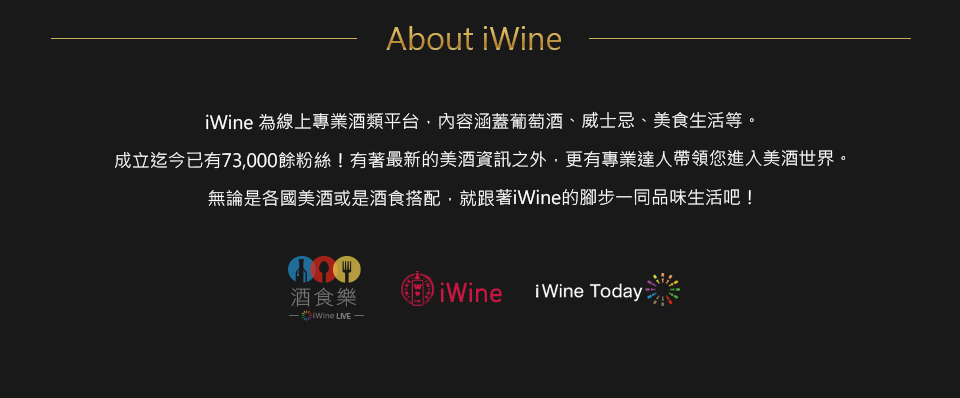 About iWine
iWine 為線上專業酒類平台，內容涵蓋葡萄酒、威士忌、美食生活等。
成立迄今已有73,000餘粉絲！有著最新的美酒資訊之外，更有專業達人帶領您進入美酒世界。
無論是各國美酒或是酒食搭配，就跟著iWine的腳步一同品味生活吧！
酒食樂
iWine LIVE
iWine
iWine Today